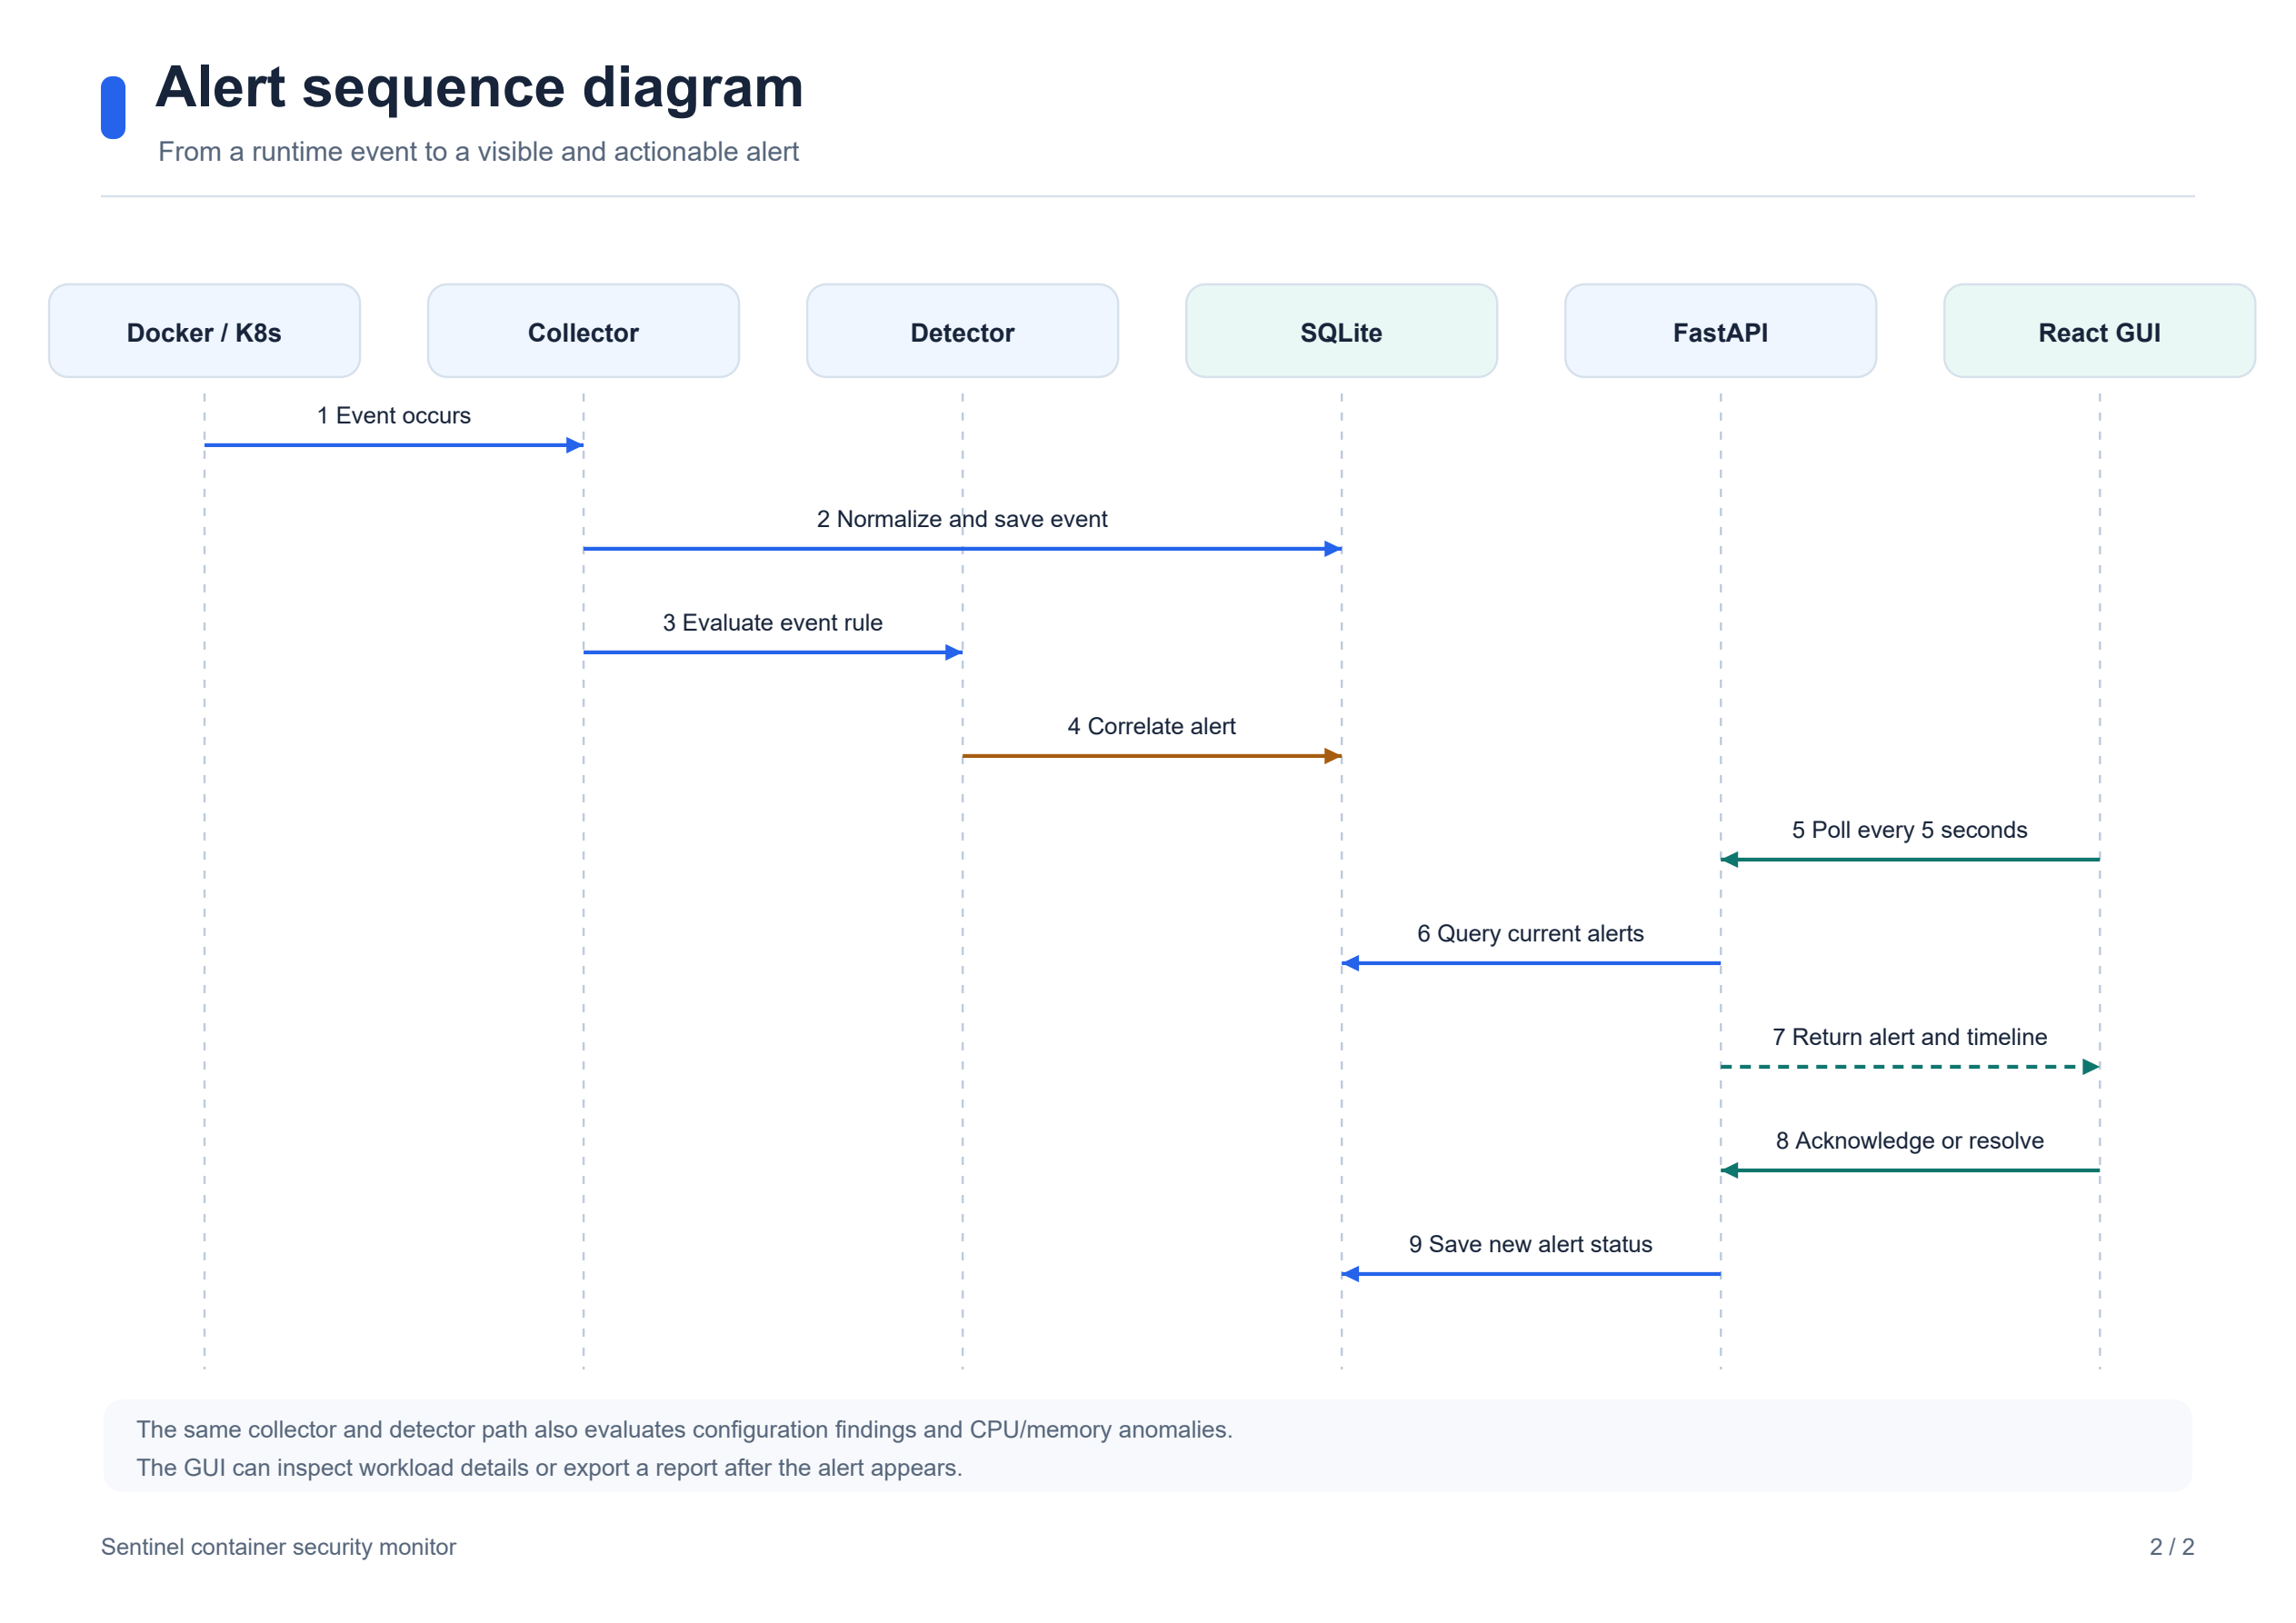 Alert sequence diagram
From a runtime event to a visible and actionable alert
Docker / K8s
Collector
Detector
SQLite
FastAPI
React GUI
1 Event occurs
2 Normalize and save event
3 Evaluate event rule
4 Correlate alert
5 Poll every 5 seconds
6 Query current alerts
7 Return alert and timeline
8 Acknowledge or resolve
9 Save new alert status
The same collector and detector path also evaluates configuration findings and CPU/memory anomalies.
The GUI can inspect workload details or export a report after the alert appears.
Sentinel container security monitor
2 / 2